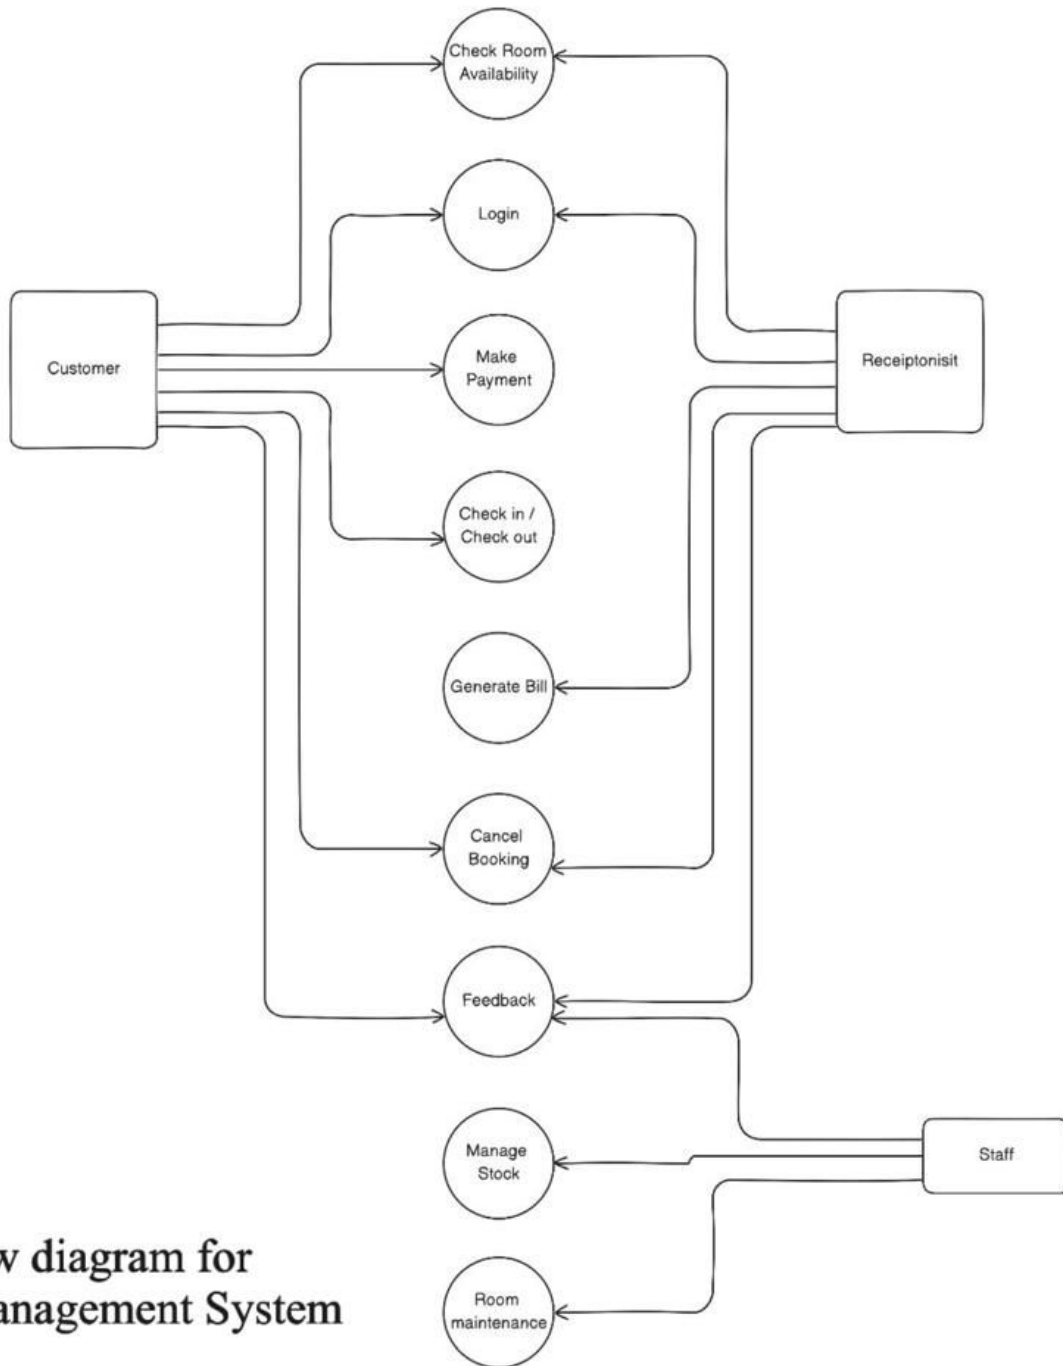 Check Room
Availability
Login
Customer
Make
Payment
Receiptonisit
Check in /
Check out
Generate Bill
Cancel
Booking
Feedback
Manage
Stock
Staff
diagram for
System
Room
maintenance